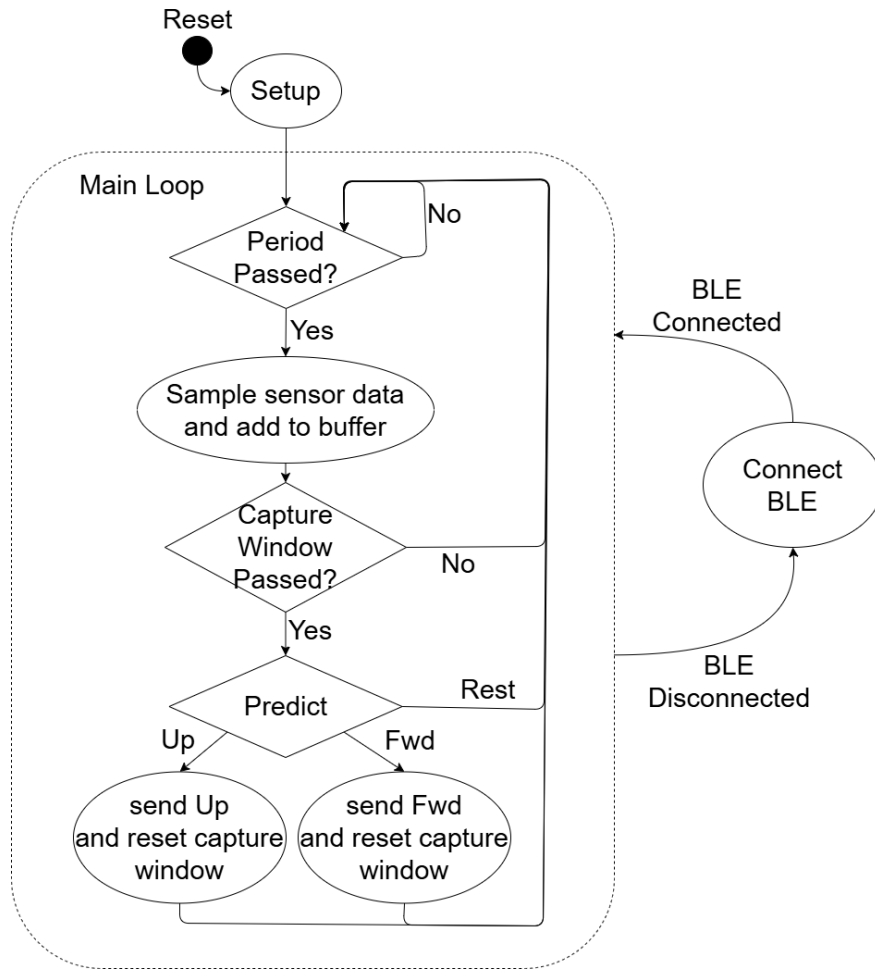 Reset
Setup
Main Loop
No
Period
Passed?
Yes
BLE
Connected
Sample sensor data
and add to buffer
Connect
BLE
Capture
Window
Passed?
No
Yes
BLE
Disconnected
Predict
Rest
Up
Fwd
send Up
and reset capture
window
send Fwd
and reset capture
window